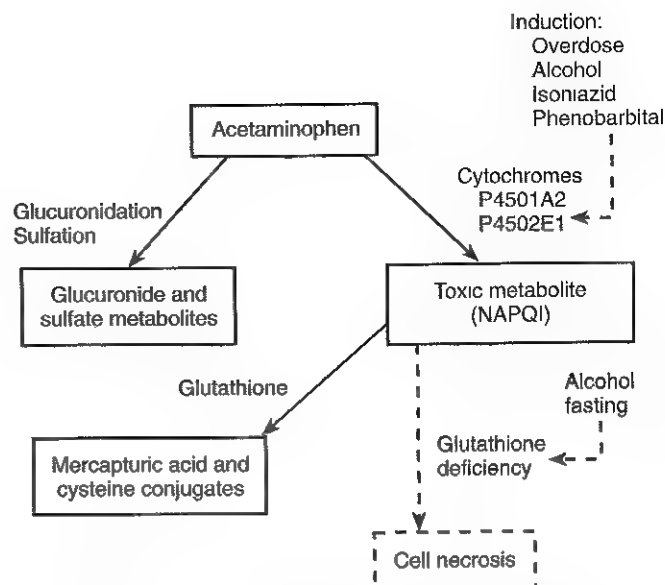 Induction:
Overdose
Alcohol
Isoniazid
Phenobarbital
Acetaminophen
Cytochromes
P4501A2
P4502E1
Glucuronidation
Sulfation
Glucuronide and
sulfate metabolites
Toxic metabolite
(NAPQI)
Glutathione
Alcohol
fasting
Mercapturic acid and
cysteine conjugates
Glutathione
deficiency
Cell necrosis